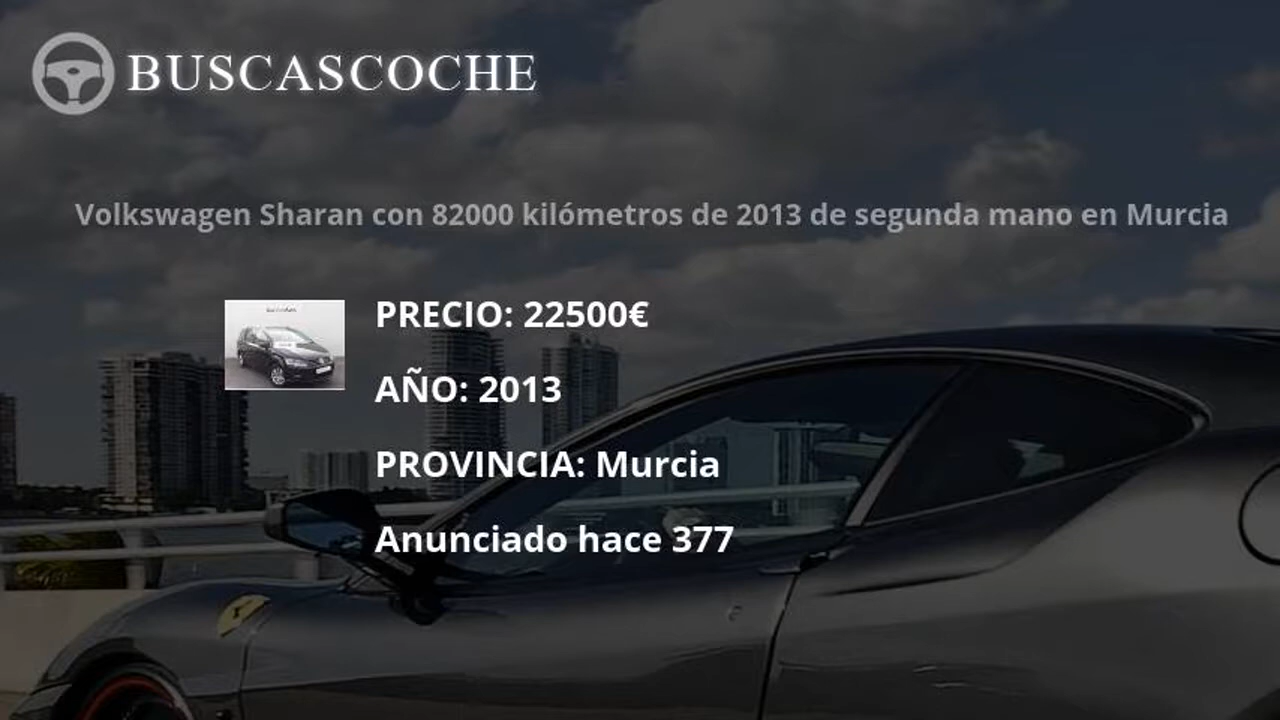 BUSCASCOCHE
Volkswagen Sharan con 82000 kilómetros de 2013 de segunda mano en Murcia
PRECIO: 22500€
AÑO: 2013
PROVINCIA: Murcia
Anunciado hace 377